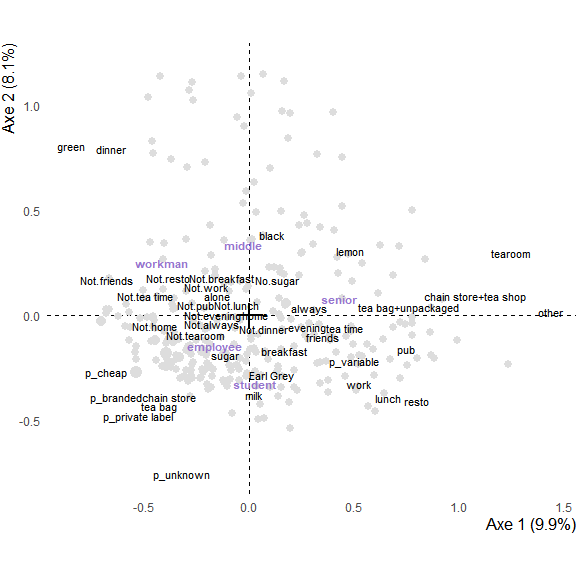 Axe 2 (8.1%)
1.0
0.5
0.0
-0.5
green
dinner
black
middle
lemon
tearoom
workman
Not.friends
Not.resto
Not.breakfast
No.sugar
Not.work
Not.tea time
alone
senior
chain store+tea shop
Not.pub
Not.lunch
always
tea bag+unpackaged
other
Not.evening
home
Not.home
Not.always
Not.dinner
evening
tea time
Not.tearoom
friends
employee
sugar
breakfast
pub
p_variable
p_cheap
Earl Grey
student
work
milk
p_branded
chain store
lunch
resto
tea bag
p_private label
p_unknown
-0.5
0.0
0.5
1.0
1.5
Axe 1 (9.9%)